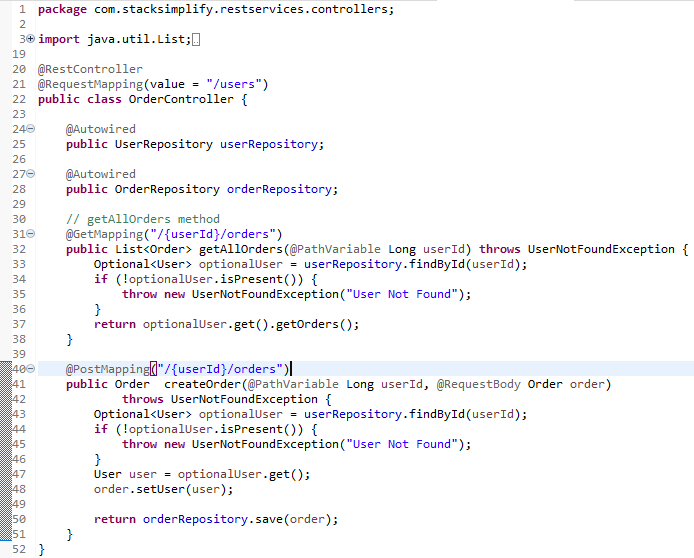 1 package com.stacksimplify.restservices.controllers;
2
3 import java.util.List;
19
20 @RestController
21 @RequestMapping(value = "/users")
22 public class OrderController {
23
24 @Autowired
25 public UserRepository userRepository;
26
27 @Autowired
28 public OrderRepository orderRepository;
29
30 // getAllOrders method
31 @GetMapping("/{userId}/orders")
32 public List<Order> getAllOrders(@PathVariable Long userId) throws UserNotFoundException {
33 Optional<User> optionalUser = userRepository.findById(userId);
34 if (!optionalUser.isPresent()) {
35 throw new UserNotFoundException("User Not Found");
36 }
37 return optionalUser.get().getOrders();
38 }
39
40 @PostMapping("/{userId}/orders")
41 public Order  createOrder(@PathVariable Long userId, @RequestBody Order order)
42 throws UserNotFoundException {
43 Optional<User> optionalUser = userRepository.findById(userId);
44 if (!optionalUser.isPresent()) {
45 throw new UserNotFoundException("User Not Found");
46 }
47 User user = optionalUser.get();
48 order.setUser(user);
49
50 return orderRepository.save(order);
51 }
52 }